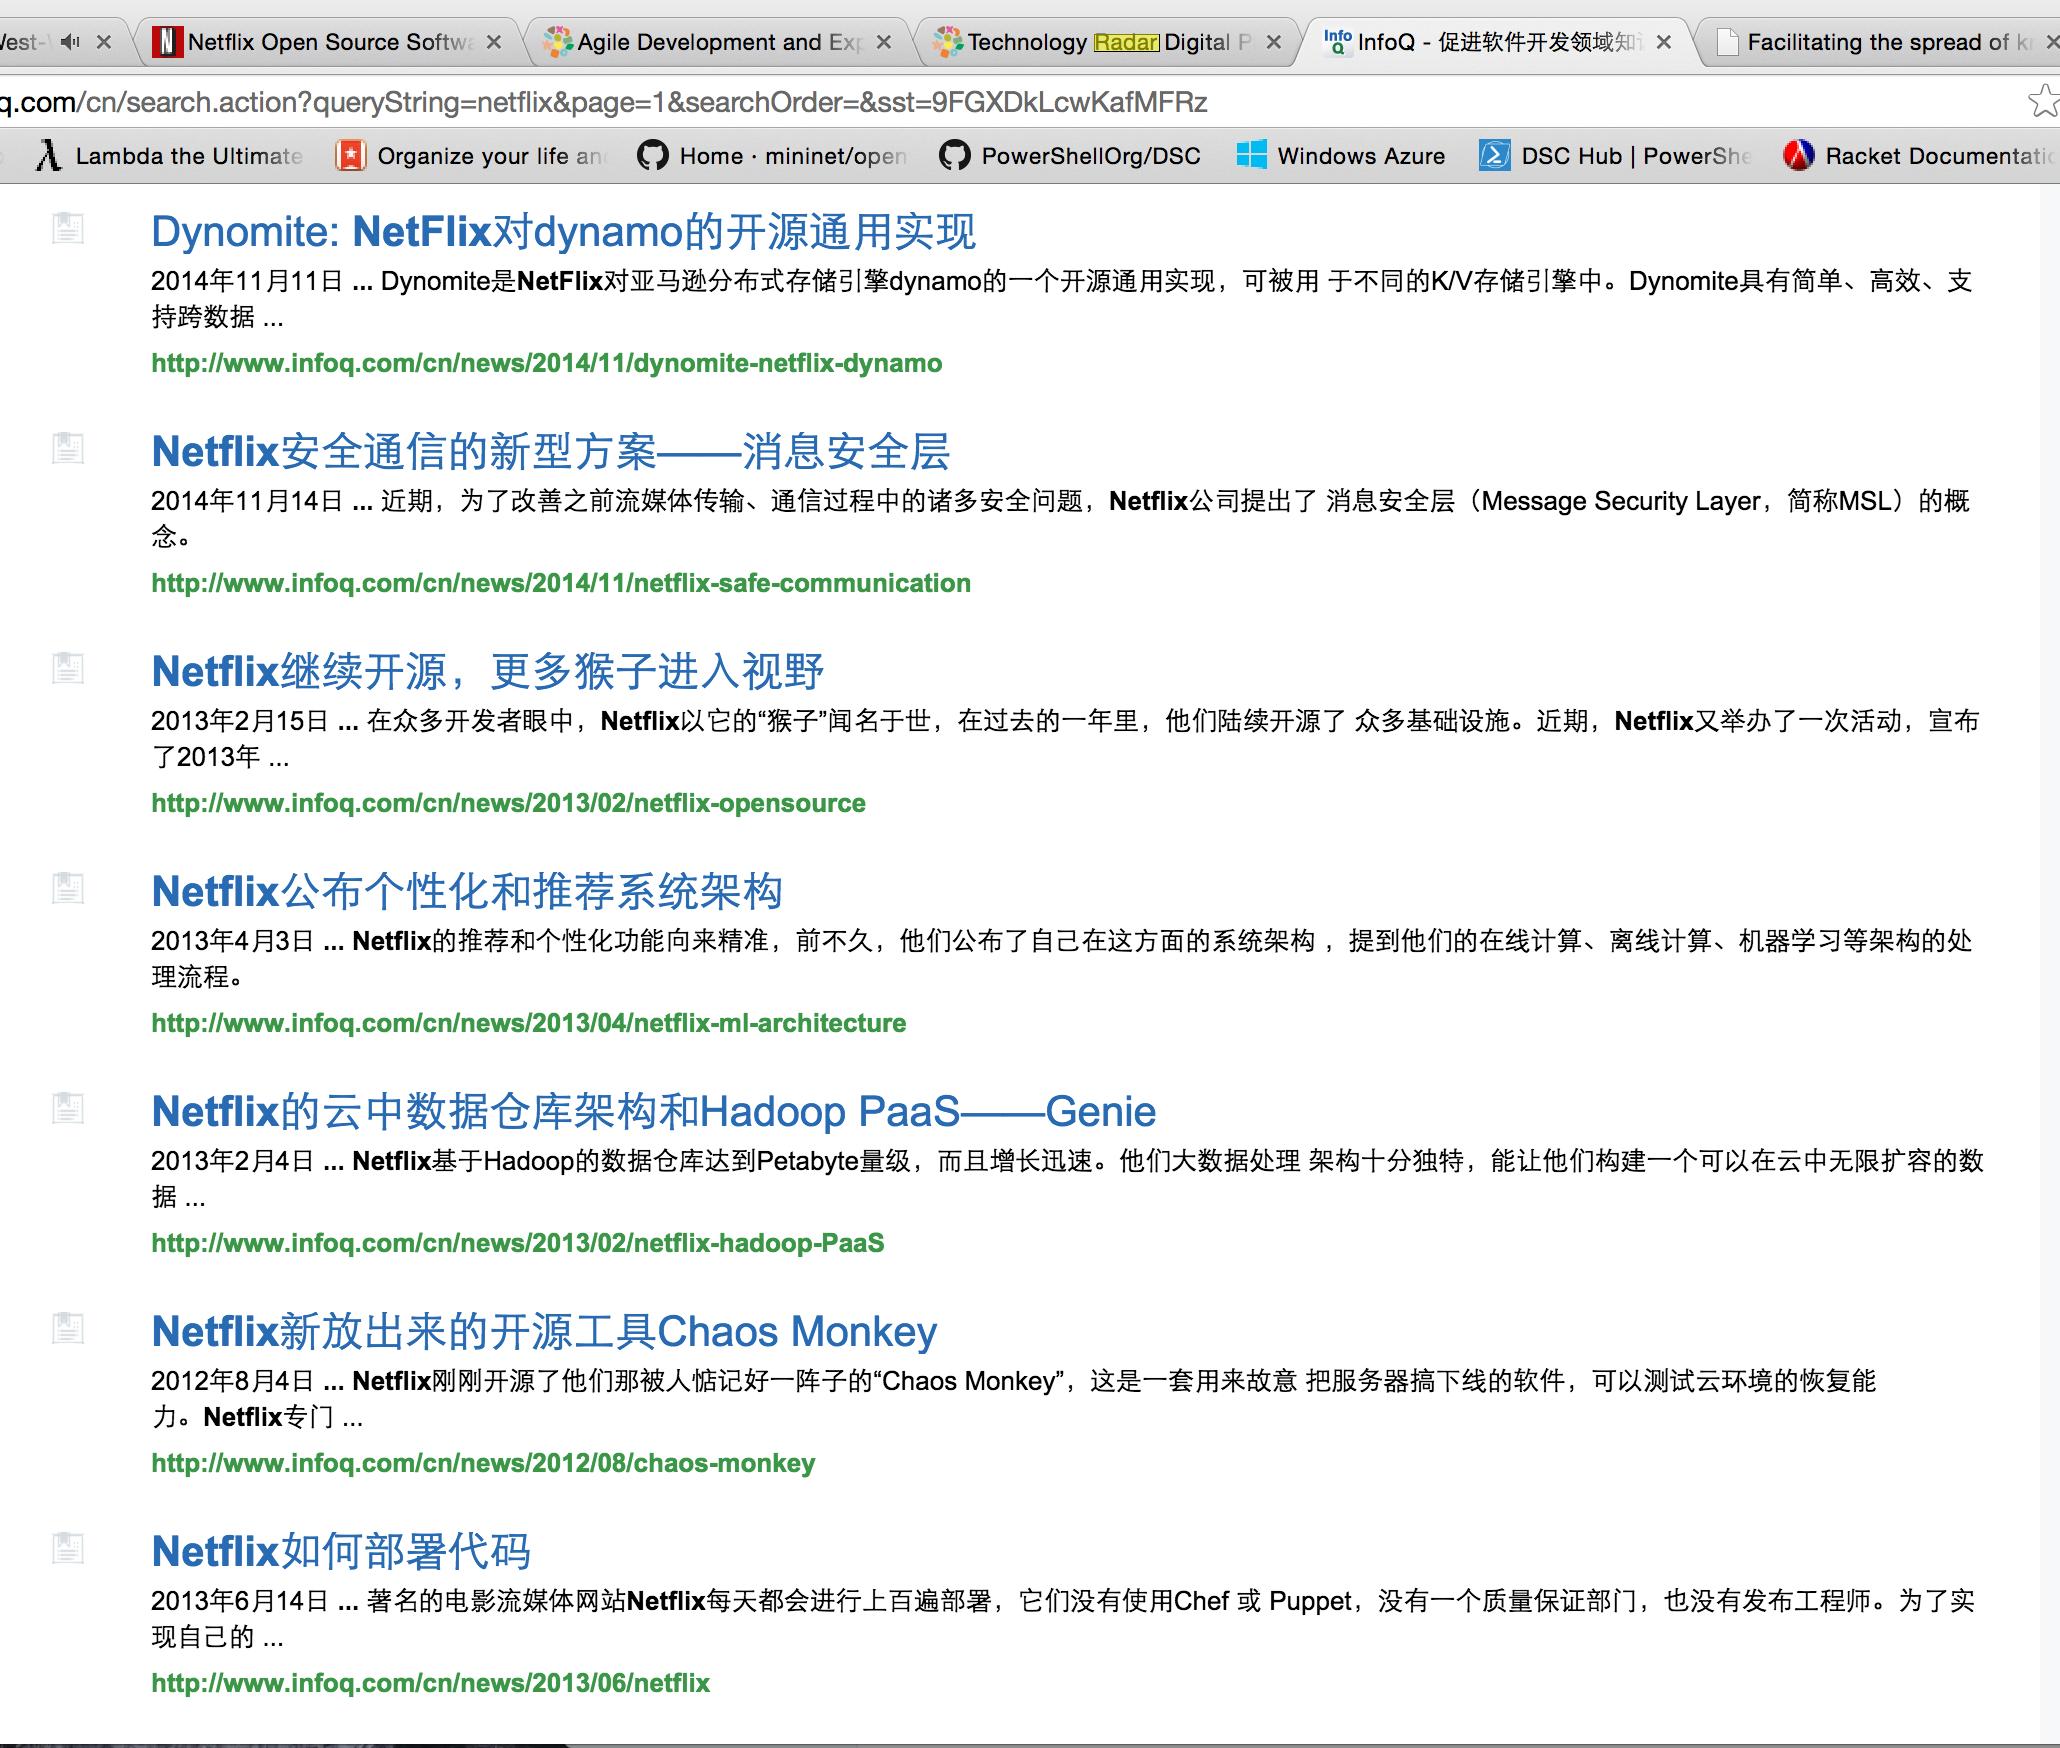 Netflix Open Source Softw
Agile Development and Exp
Technology Radar Digital P
InfoQ - 促进软件开发领域知
Facilitating the spread of k
q.com/cn/search.action?queryString=netflix&page=1&searchOrder=&sst=9FGXDkLcwKafMFRz
Lambda the Ultimate
Organize your life an
Home · mininet/open
PowerShellOrg/DSC
Windows Azure
DSC Hub | PowerShe
Racket Documentati
Dynomite: NetFlix对dynamo的开源通用实现
2014年11月11日 ... Dynomite是NetFlix对亚马逊分布式存储引擎dynamo的一个开源通用实现，可被用 于不同的K/V存储引擎中。Dynomite具有简单、高效、支
持跨数据 ...
http://www.infoq.com/cn/news/2014/11/dynomite-netflix-dynamo
Netflix安全通信的新型方案——消息安全层
2014年11月14日 ... 近期，为了改善之前流媒体传输、通信过程中的诸多安全问题，Netflix公司提出了 消息安全层（Message Security Layer，简称MSL）的概
念。
http://www.infoq.com/cn/news/2014/11/netflix-safe-communication
Netflix继续开源，更多猴子进入视野
2013年2月15日 ... 在众多开发者眼中，Netflix以它的“猴子”闻名于世，在过去的一年里，他们陆续开源了 众多基础设施。近期，Netflix又举办了一次活动，宣布
了2013年 ...
http://www.infoq.com/cn/news/2013/02/netflix-opensource
Netflix公布个性化和推荐系统架构
2013年4月3日 ... Netflix的推荐和个性化功能向来精准，前不久，他们公布了自己在这方面的系统架构 ，提到他们的在线计算、离线计算、机器学习等架构的处
理流程。
http://www.infoq.com/cn/news/2013/04/netflix-ml-architecture
Netflix的云中数据仓库架构和Hadoop PaaS——Genie
2013年2月4日 ... Netflix基于Hadoop的数据仓库达到Petabyte量级，而且增长迅速。他们大数据处理 架构十分独特，能让他们构建一个可以在云中无限扩容的数
据 ...
http://www.infoq.com/cn/news/2013/02/netflix-hadoop-PaaS
Netflix新放出来的开源工具Chaos Monkey
2012年8月4日 ... Netflix刚刚开源了他们那被人惦记好一阵子的“Chaos Monkey”，这是一套用来故意 把服务器搞下线的软件，可以测试云环境的恢复能
力。Netflix专门 ...
http://www.infoq.com/cn/news/2012/08/chaos-monkey
Netflix如何部署代码
2013年6月14日 ... 著名的电影流媒体网站Netflix每天都会进行上百遍部署，它们没有使用Chef 或 Puppet，没有一个质量保证部门，也没有发布工程师。为了实
现自己的 ...
http://www.infoq.com/cn/news/2013/06/netflix